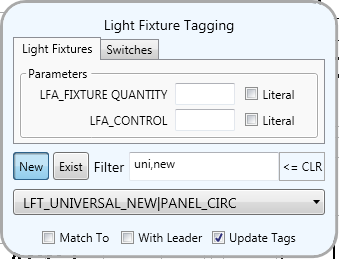 Light Fixture Tagging
Light Fixtures Switches
Parameters
LFA_FIXTURE QUANTITY Literal
LFA_CONTROL Literal
New Exist Filter uni,new <= CLR
LFT_UNIVERSAL_NEW|PANEL_CIRC
Match To With Leader Update Tags